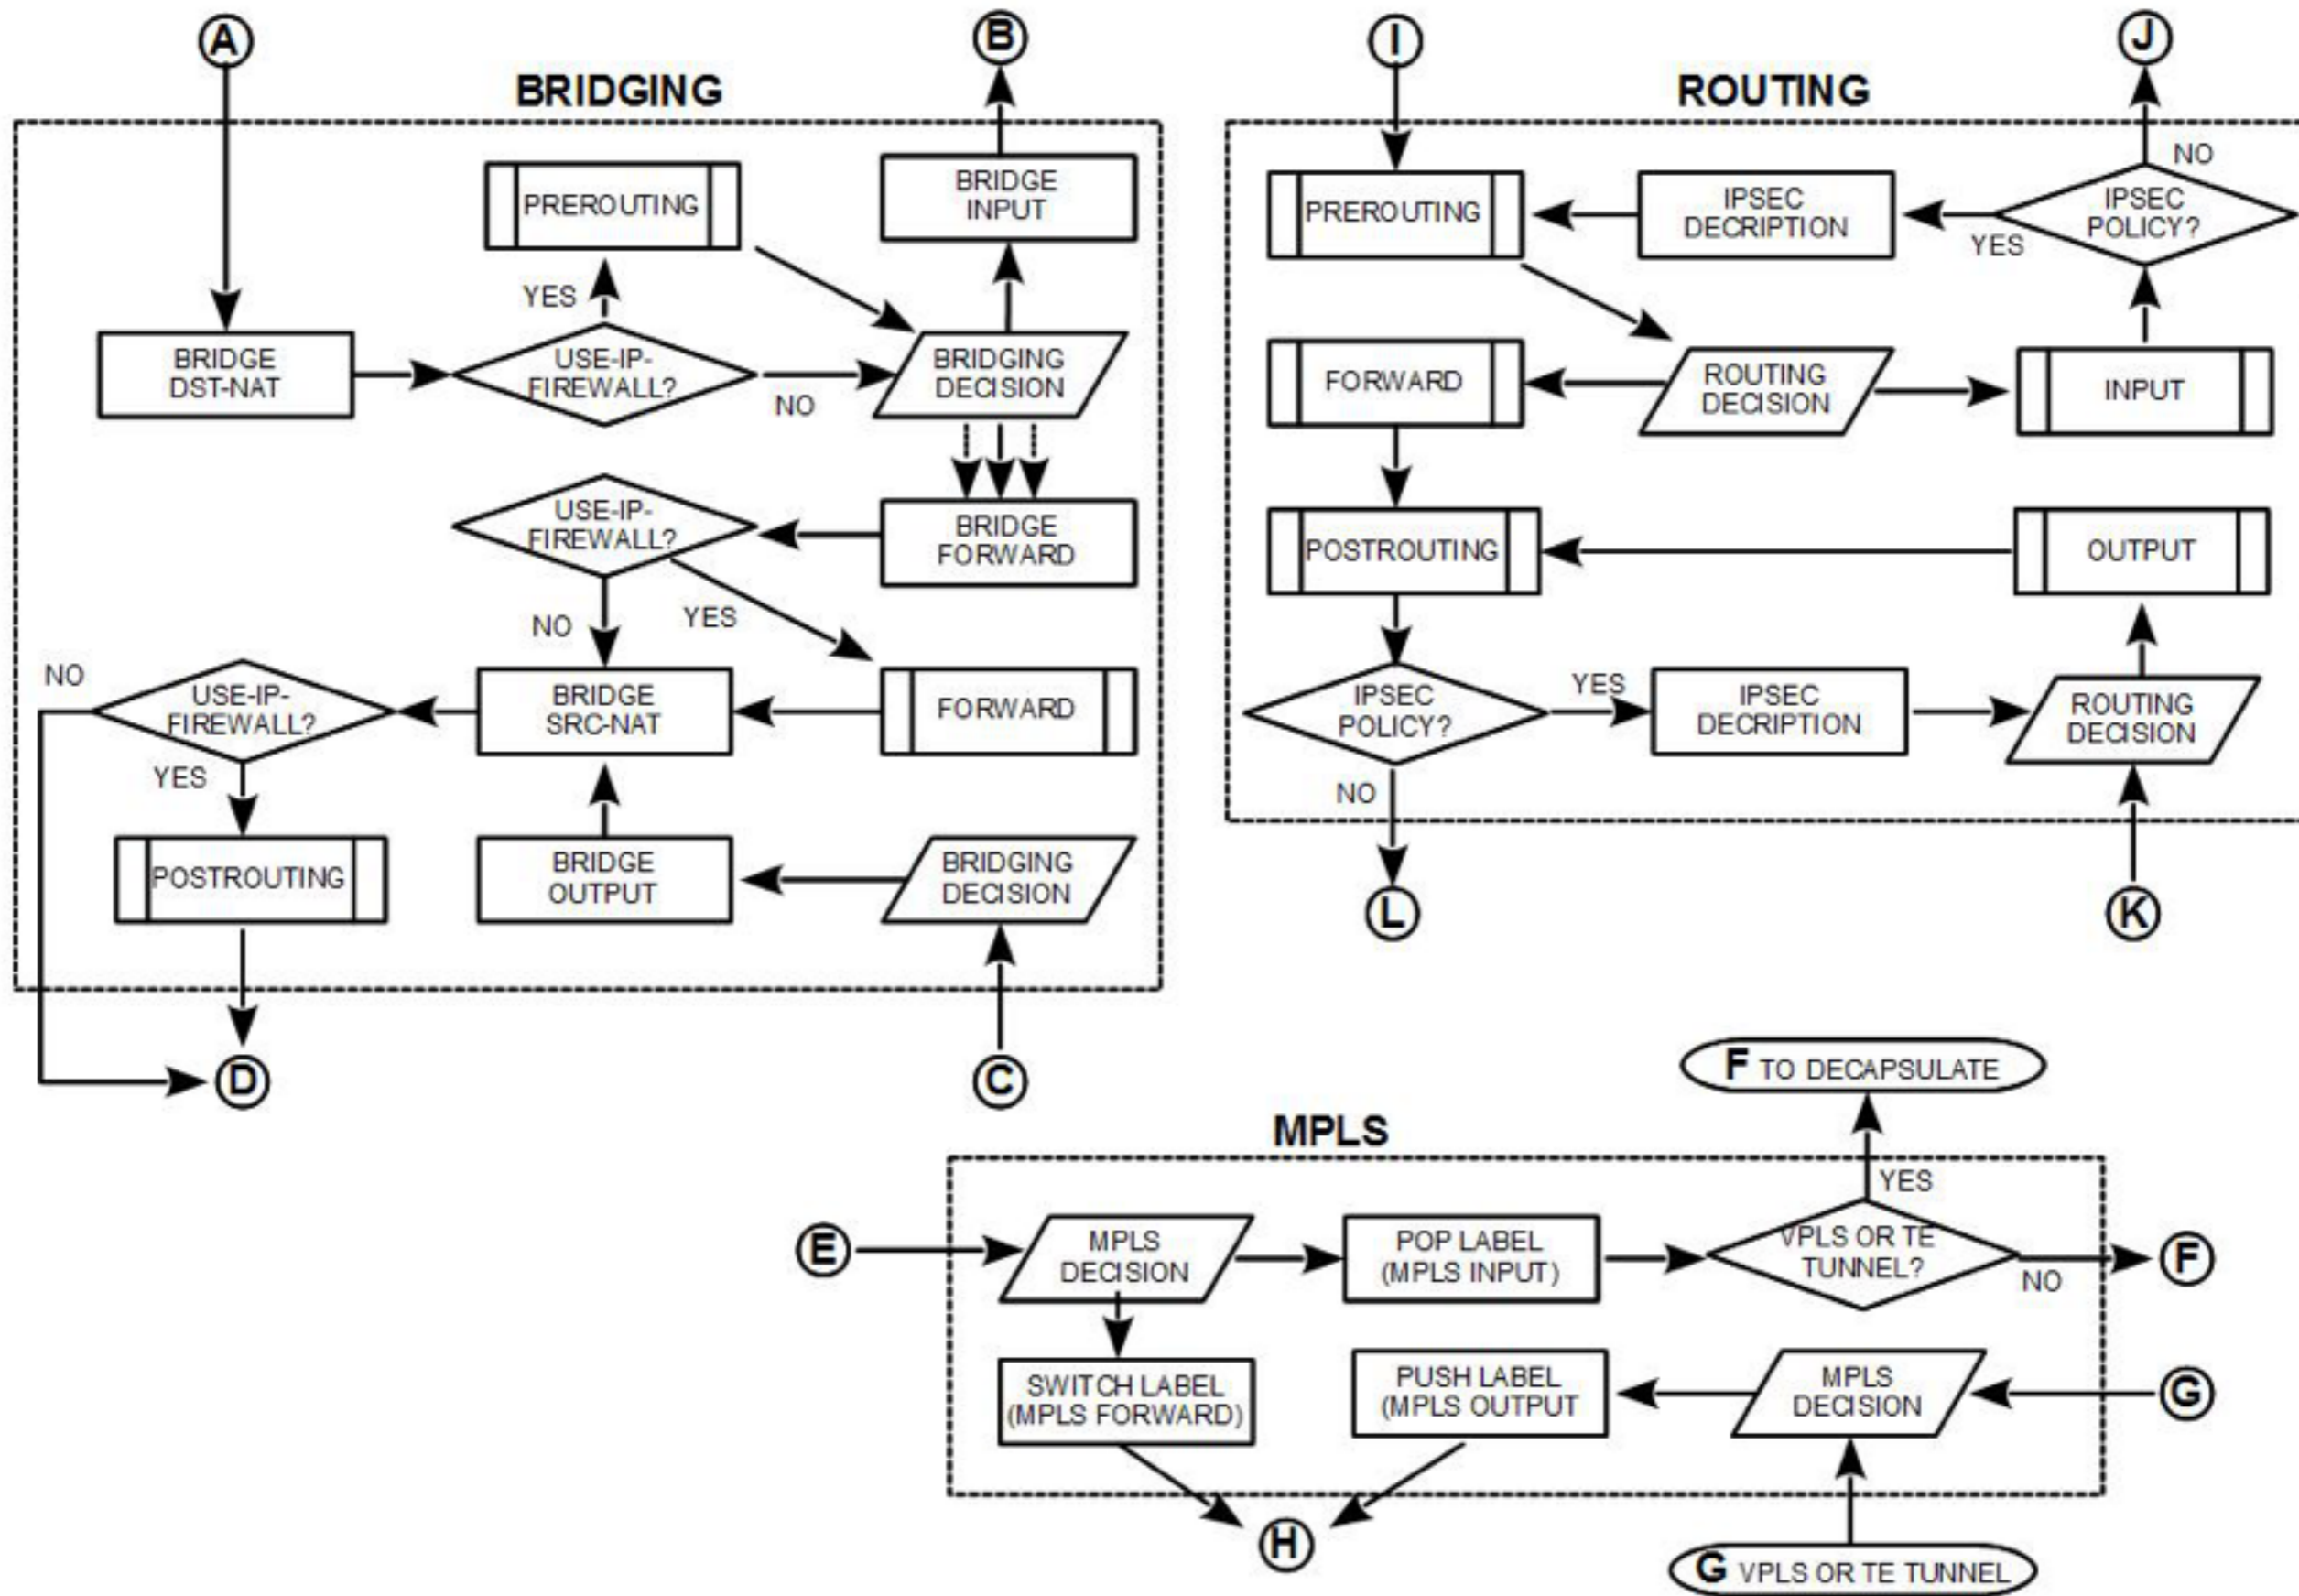 A
B
BRIDGING
PREROUTING
BRIDGE
INPUT
YES
BRIDGE
DST-NAT
USE-IP-
FIREWALL?
NO
BRIDGING
DECISION
USE-IP-
FIREWALL?
BRIDGE
FORWARD
NO
YES
NO
USE-IP-
FIREWALL?
BRIDGE
SRC-NAT
FORWARD
YES
POSTROUTING
BRIDGE
OUTPUT
BRIDGING
DECISION
D
C
I
J
ROUTING
NO
PREROUTING
IPSEC
DECRIPTION
IPSEC
POLICY?
YES
FORWARD
ROUTING
DECISION
INPUT
POSTROUTING
OUTPUT
IPSEC
POLICY?
YES
IPSEC
DECRIPTION
ROUTING
DECISION
NO
L
K
F TO DECAPSULATE
MPLS
YES
E
MPLS
DECISION
POP LABEL
(MPLS INPUT)
VPLS OR TE
TUNNEL?
NO
F
SWITCH LABEL
(MPLS FORWARD)
PUSH LABEL
(MPLS OUTPUT
MPLS
DECISION
G
H
G VPLS OR TE TUNNEL